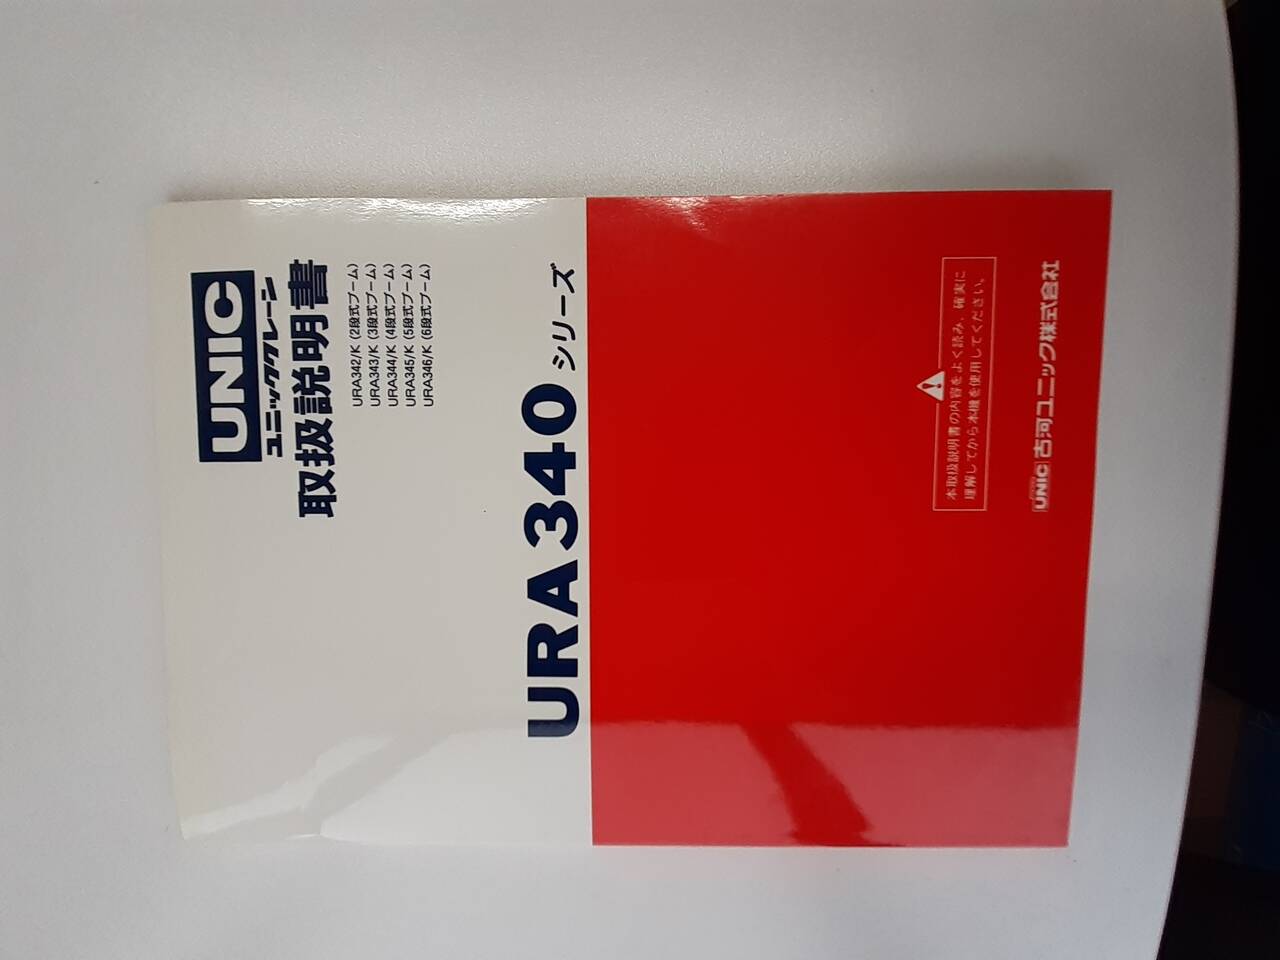 UNIC
ユニッククレーン
取扱説明書
URA342/K (2段式ブーム)
URA343/K (3段式ブーム)
URA344/K (4段式ブーム)
URA345/K (5段式ブーム)
URA346/K (6段式ブーム)
URA340 シリーズ
本取扱説明書の内容をよく読み、確実に
理解してから本機を使用してください。
UNIC 古河ユニック株式会社